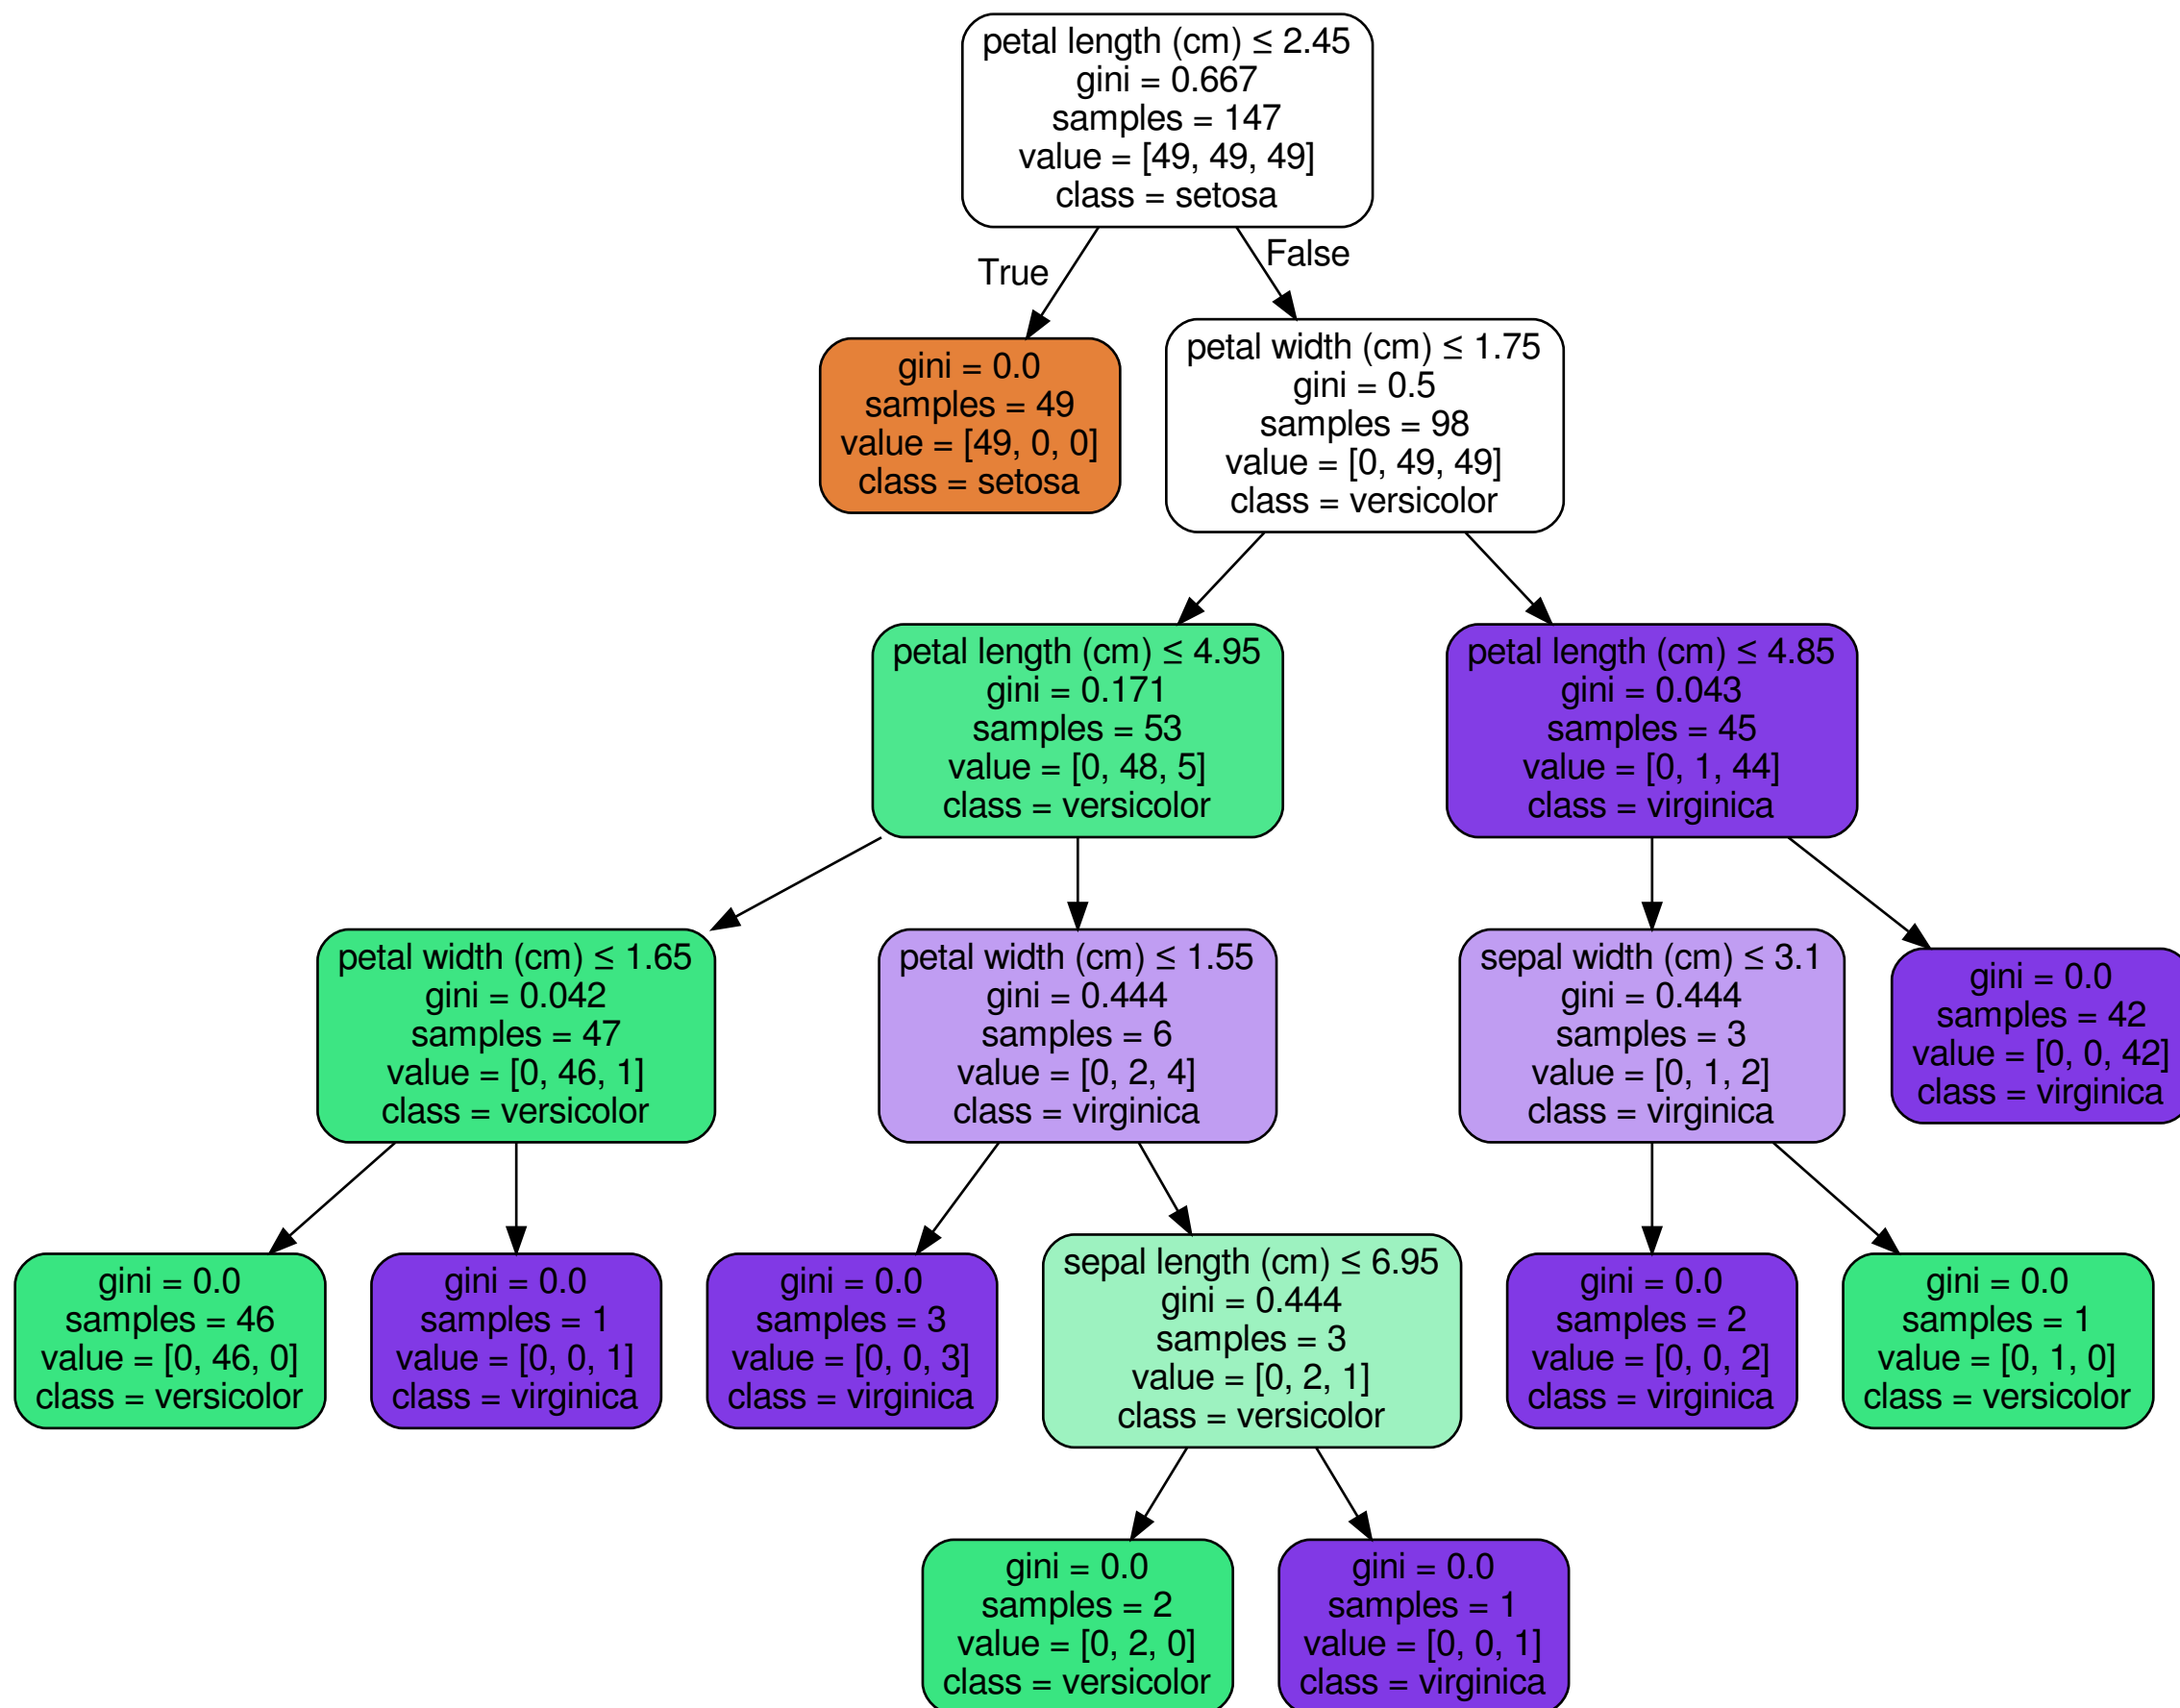 petal length (cm) ≤ 2.45
gini = 0.667
samples = 147
value = [49, 49, 49]
class = setosa
True
False
gini = 0.0
samples = 49
value = [49, 0, 0]
class = setosa
petal width (cm) ≤ 1.75
gini = 0.5
samples = 98
value = [0, 49, 49]
class = versicolor
petal length (cm) ≤ 4.95
gini = 0.171
samples = 53
value = [0, 48, 5]
class = versicolor
petal length (cm) ≤ 4.85
gini = 0.043
samples = 45
value = [0, 1, 44]
class = virginica
petal width (cm) ≤ 1.65
gini = 0.042
samples = 47
value = [0, 46, 1]
class = versicolor
petal width (cm) ≤ 1.55
gini = 0.444
samples = 6
value = [0, 2, 4]
class = virginica
sepal width (cm) ≤ 3.1
gini = 0.444
samples = 3
value = [0, 1, 2]
class = virginica
gini = 0.0
samples = 42
value = [0, 0, 42]
class = virginica
gini = 0.0
samples = 46
value = [0, 46, 0]
class = versicolor
gini = 0.0
samples = 1
value = [0, 0, 1]
class = virginica
gini = 0.0
samples = 3
value = [0, 0, 3]
class = virginica
sepal length (cm) ≤ 6.95
gini = 0.444
samples = 3
value = [0, 2, 1]
class = versicolor
gini = 0.0
samples = 2
value = [0, 0, 2]
class = virginica
gini = 0.0
samples = 1
value = [0, 1, 0]
class = versicolor
gini = 0.0
samples = 2
value = [0, 2, 0]
class = versicolor
gini = 0.0
samples = 1
value = [0, 0, 1]
class = virginica